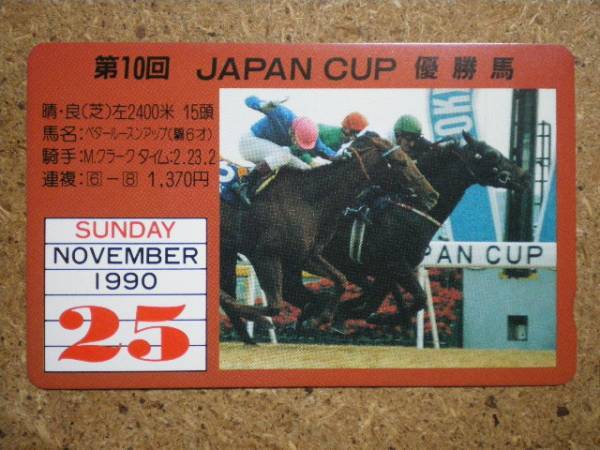 第10回 JAPAN CUP 優勝馬
晴・良(芝)左2400米 15頭
馬名:ベタールースンアップ(騸6才)
騎手:M.クラーク タイム:2.23.2
連複:[6]-[8] 1,370円
SUNDAY
NOVEMBER
1990
25
PAN CUP